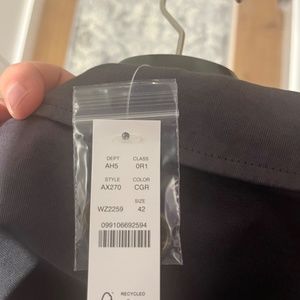 DEPT CLASS
AH5 0R1
STYLE COLOR
AX270 CGR
SIZE
WZ2259 42
099106692594
RECYCLED